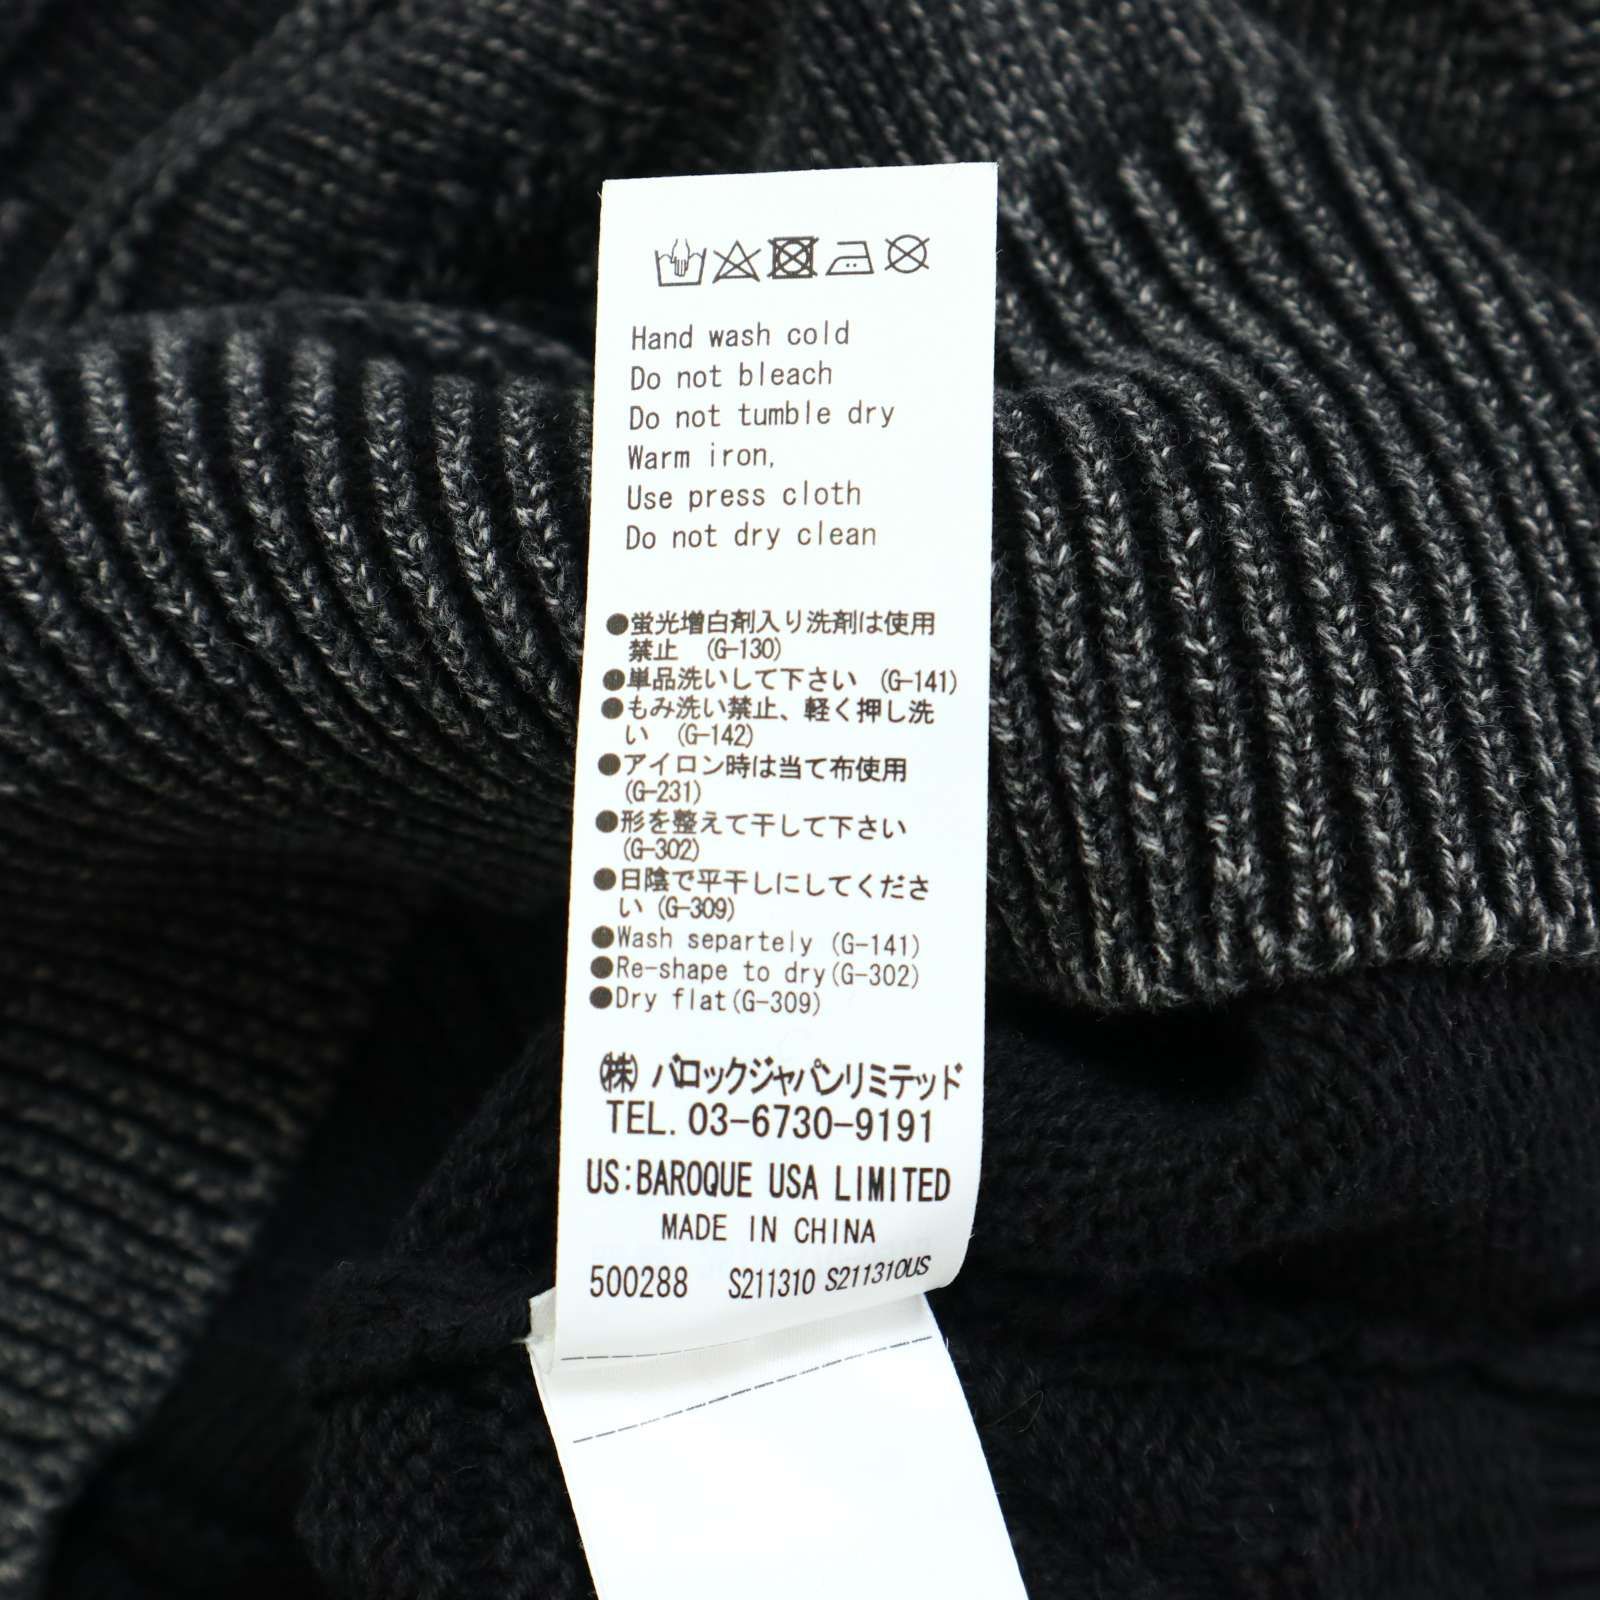 Hand wash cold
Do not bleach
Do not tumble dry
Warm iron,
Use press cloth
Do not dry clean
●蛍光増白剤入り洗剤は使用
禁止 (G-130)
●単品洗いして下さい (G-141)
●もみ洗い禁止、軽く押し洗
い (G-142)
●アイロン時は当て布使用
(G-231)
●形を整えて干して下さい
(G-302)
●日陰で平干しにしてくださ
い (G-309)
●Wash separtely (G-141)
●Re-shape to dry(G-302)
●Dry flat(G-309)
(株) バロックジャパンリミテッド
TEL. 03-6730-9191
US:BAROQUE USA LIMITED
MADE IN CHINA
500288 S211310 S211310US